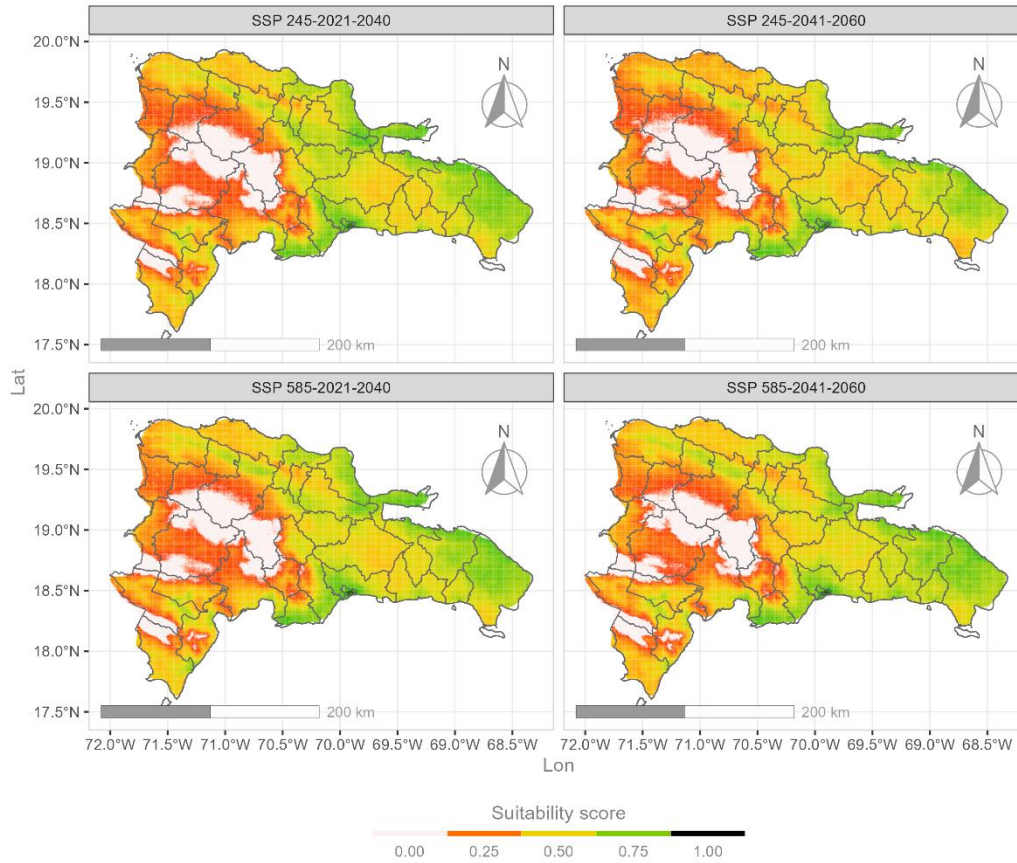 SSP 245-2021-2040
SSP 245-2041-2060
20.0°N
19.5°N
19.0°N
18.5°N
18.0°N
17.5°N
N
N
200 km
200 km
Lat
SSP 585-2021-2040
SSP 585-2041-2060
20.0°N
19.5°N
19.0°N
18.5°N
18.0°N
17.5°N
N
N
200 km
200 km
72.0°W 71.5°W 71.0°W 70.5°W 70.0°W 69.5°W 69.0°W 68.5°W
72.0°W 71.5°W 71.0°W 70.5°W 70.0°W 69.5°W 69.0°W 68.5°W
Lon
Suitability score
0.00 0.25 0.50 0.75 1.00